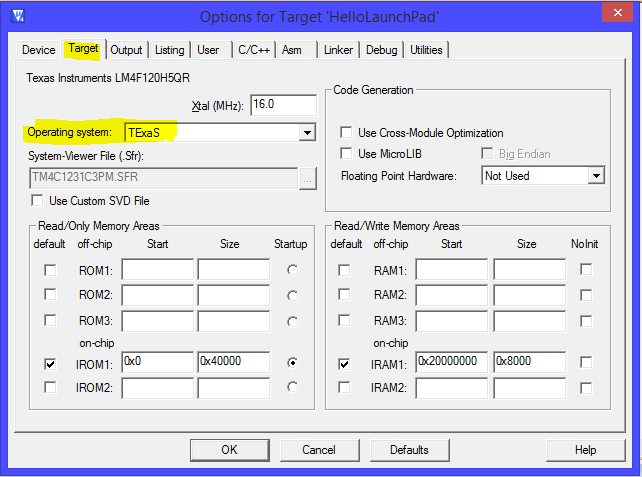 Options for Target 'HelloLaunchPad'
Device Target Output Listing User C/C++ Asm Linker Debug Utilities
Texas Instruments LM4F120H5QR
Xtal (MHz): 16.0
Operating system: TExaS
System-Viewer File (.Sfr):
TM4C1231C3PM.SFR ...
Use Custom SVD File
Code Generation
Use Cross-Module Optimization
Use MicroLIB Big Endian
Floating Point Hardware: Not Used
Read/Only Memory Areas
default off-chip Start Size Startup
ROM1:
ROM2:
ROM3:
on-chip
IROM1: 0x0 0x40000
IROM2:
Read/Write Memory Areas
default off-chip Start Size NoInit
RAM1:
RAM2:
RAM3:
on-chip
IRAM1: 0x20000000 0x8000
IRAM2:
OK Cancel Defaults Help